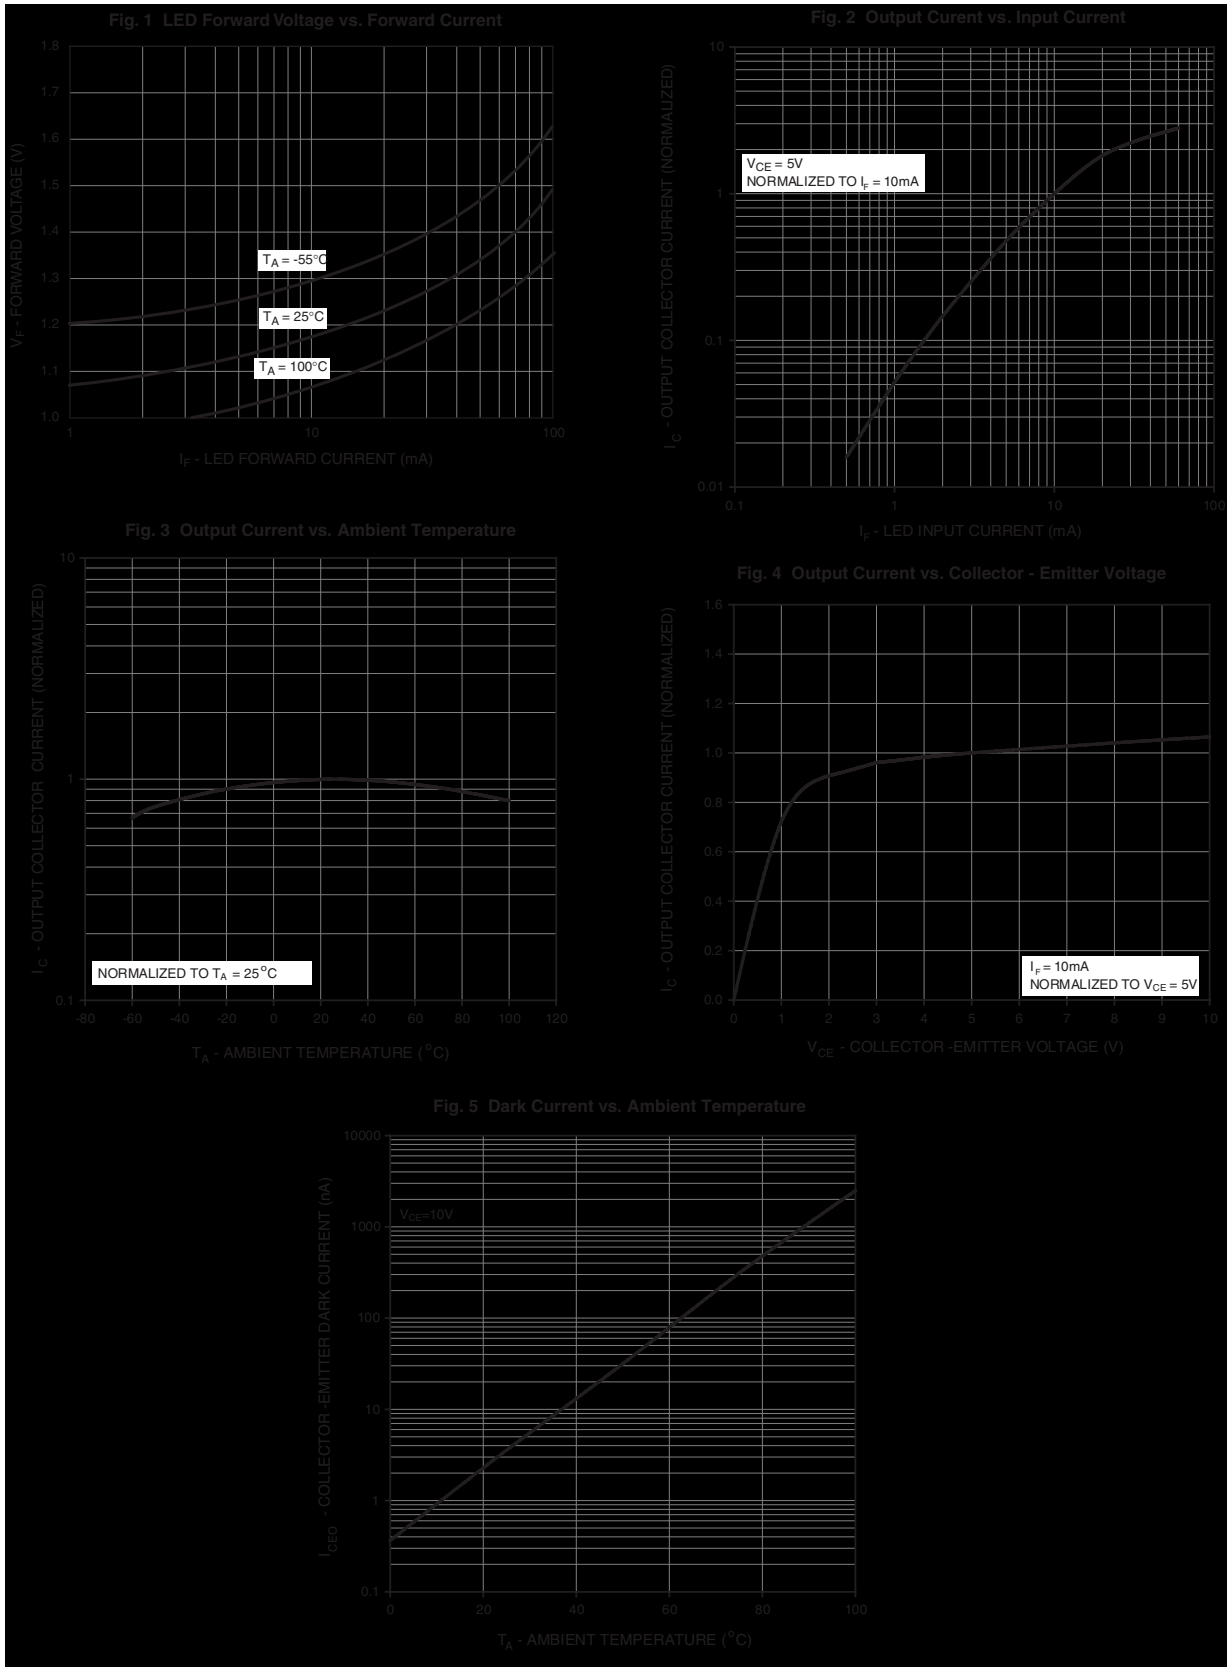 Fig. 1 LED Forward Voltage vs. Forward Current
1.8
1.7
1.6
1.5
1.4
1.3
1.2
1.1
1.0
VF - FORWARD VOLTAGE (V)
TA = -55°C
TA = 25°C
TA = 100°C
1 10 100
IF - LED FORWARD CURRENT (mA)
Fig. 2 Output Curent vs. Input Current
10
1
0.1
0.01
IC - OUTPUT COLLECTOR CURRENT (NORMALIZED)
VCE = 5V
NORMALIZED TO IF = 10mA
0.1 1 10 100
IF - LED INPUT CURRENT (mA)
Fig. 3 Output Current vs. Ambient Temperature
10
1
0.1
IC - OUTPUT COLLECTOR CURRENT (NORMALIZED)
NORMALIZED TO TA = 25°C
-80 -60 -40 -20 0 20 40 60 80 100 120
TA - AMBIENT TEMPERATURE (°C)
Fig. 4 Output Current vs. Collector - Emitter Voltage
1.6
1.4
1.2
1.0
0.8
0.6
0.4
0.2
0.0
IC - OUTPUT COLLECTOR CURRENT (NORMALIZED)
IF = 10mA
NORMALIZED TO VCE = 5V
0 1 2 3 4 5 6 7 8 9 10
VCE - COLLECTOR -EMITTER VOLTAGE (V)
Fig. 5 Dark Current vs. Ambient Temperature
10000
1000
100
10
1
0.1
ICEO - COLLECTOR -EMITTER DARK CURRENT (nA)
VCE=10V
0 20 40 60 80 100
TA - AMBIENT TEMPERATURE (°C)